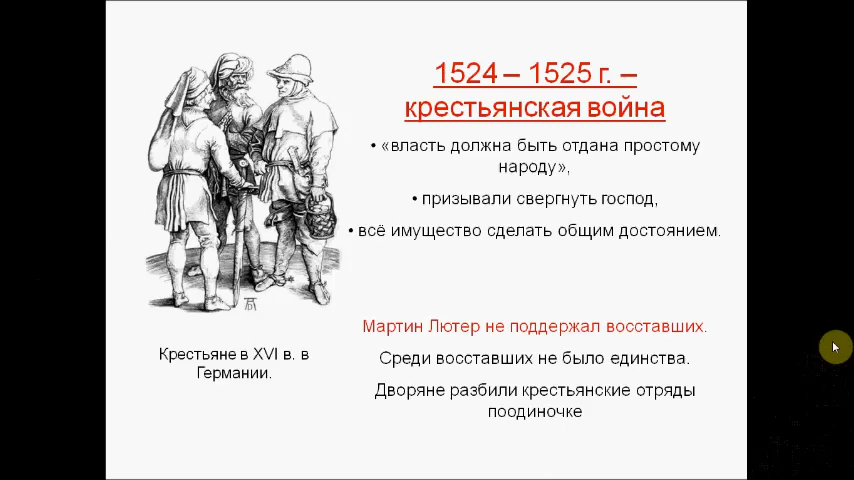 1524 – 1525 г. –
крестьянская война
• «власть должна быть отдана простому
народу»,
• призывали свергнуть господ,
• всё имущество сделать общим достоянием.
Мартин Лютер не поддержал восставших.
Среди восставших не было единства.
Дворяне разбили крестьянские отряды
поодиночке
Крестьяне в XVI в. в
Германии.